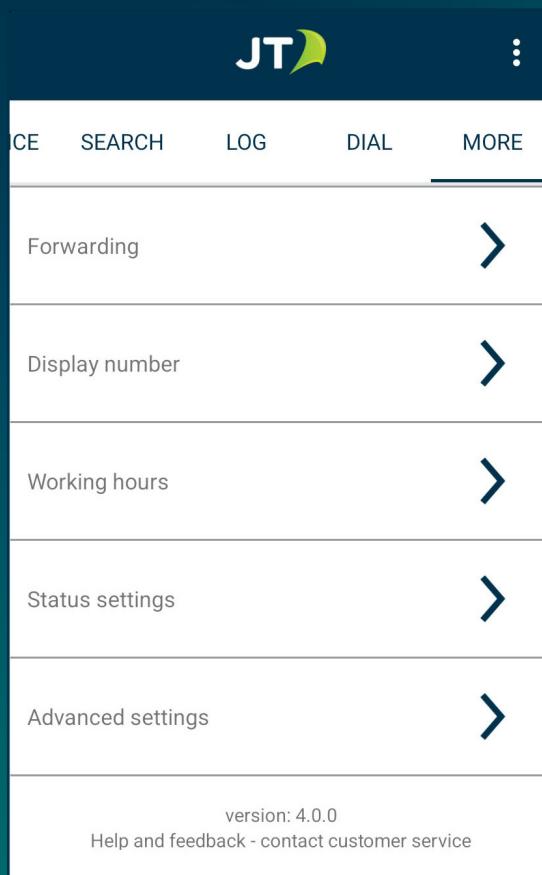 JT
ICE SEARCH LOG DIAL MORE
Forwarding
Display number
Working hours
Status settings
Advanced settings
version: 4.0.0
Help and feedback - contact customer service